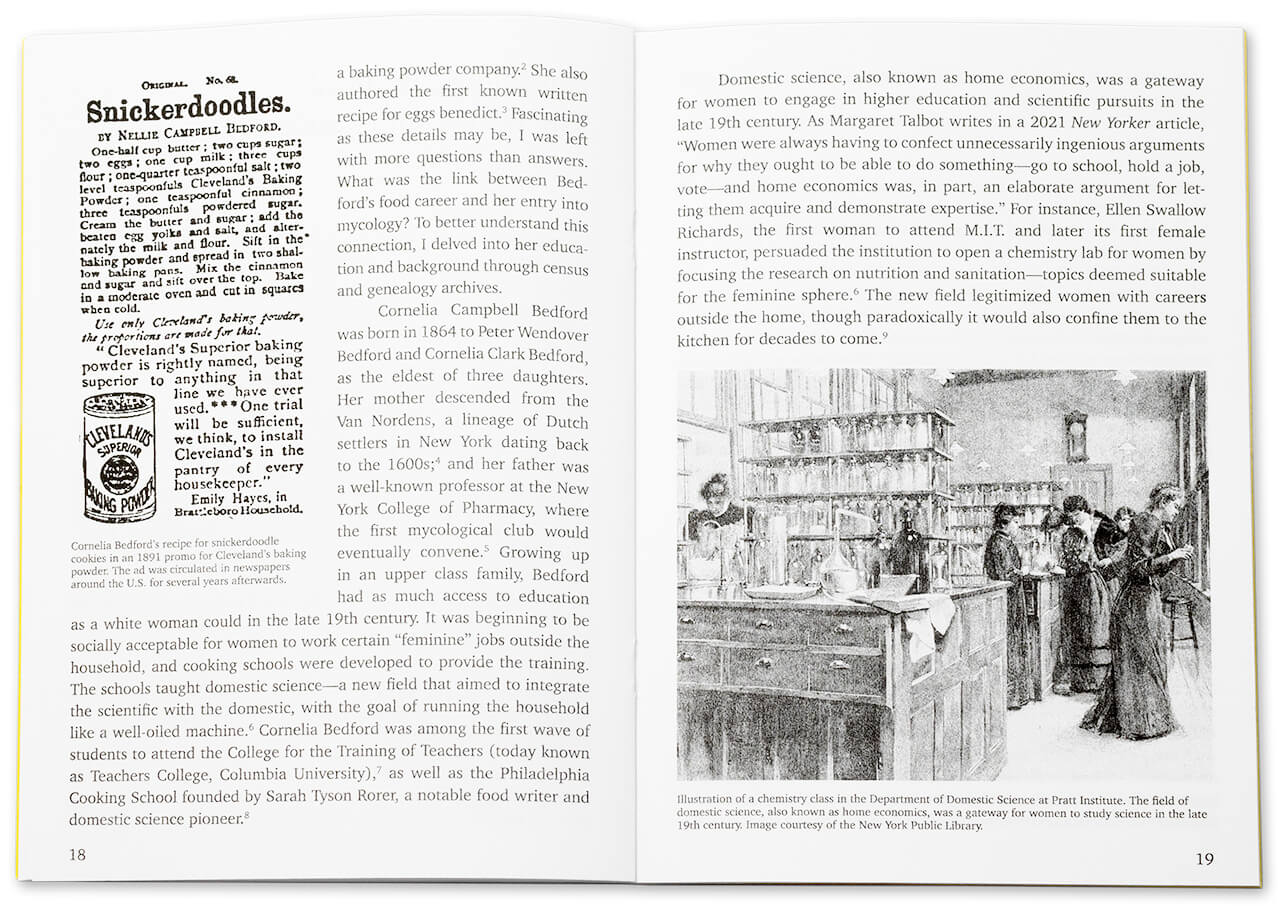 ORIGINAL. No. 68.
Snickerdoodles.
BY NELLIE CAMPBELL BEDFORD.
One-half cup butter; two cups sugar;
two eggs; one cup milk; three cups
flour; one-quarter teaspoonful salt; two
level teaspoonfuls Cleveland's Baking
Powder; one teaspoonful cinnamon;
three teaspoonfuls powdered sugar.
Cream the butter and sugar; add the
beaten egg yolks and salt, and alter-
nately the milk and flour. Sift in the
baking powder and spread in two shal-
low baking pans. Mix the cinnamon
and sugar and sift over the top. Bake
in a moderate oven and cut in squares
when cold.
Use only Cleveland's baking powder,
the proportions are made for that.
"Cleveland's Superior baking
powder is rightly named, being
superior to anything in that
line we have ever
used.***One trial
will be sufficient,
we think, to install
Cleveland's in the
pantry of every
housekeeper."
Emily Hayes, in
Brattleboro Household.
CLEVELAND'S
SUPERIOR
BAKING POWDER
Cornelia Bedford's recipe for snickerdoodle
cookies in an 1891 promo for Cleveland's baking
powder. The ad was circulated in newspapers
around the U.S. for several years afterwards.
a baking powder company.2 She also
authored the first known written
recipe for eggs benedict.3 Fascinating
as these details may be, I was left
with more questions than answers.
What was the link between Bed-
ford's food career and her entry into
mycology? To better understand this
connection, I delved into her educa-
tion and background through census
and genealogy archives.
Cornelia Campbell Bedford
was born in 1864 to Peter Wendover
Bedford and Cornelia Clark Bedford,
as the eldest of three daughters.
Her mother descended from the
Van Nordens, a lineage of Dutch
settlers in New York dating back
to the 1600s;4 and her father was
a well-known professor at the New
York College of Pharmacy, where
the first mycological club would
eventually convene.5 Growing up
in an upper class family, Bedford
had as much access to education
as a white woman could in the late 19th century. It was beginning to be
socially acceptable for women to work certain “feminine” jobs outside the
household, and cooking schools were developed to provide the training.
The schools taught domestic science—a new field that aimed to integrate
the scientific with the domestic, with the goal of running the household
like a well-oiled machine.6 Cornelia Bedford was among the first wave of
students to attend the College for the Training of Teachers (today known
as Teachers College, Columbia University),7 as well as the Philadelphia
Cooking School founded by Sarah Tyson Rorer, a notable food writer and
domestic science pioneer.8
18
Domestic science, also known as home economics, was a gateway
for women to engage in higher education and scientific pursuits in the
late 19th century. As Margaret Talbot writes in a 2021 New Yorker article,
“Women were always having to confect unnecessarily ingenious arguments
for why they ought to be able to do something—go to school, hold a job,
vote—and home economics was, in part, an elaborate argument for let-
ting them acquire and demonstrate expertise.” For instance, Ellen Swallow
Richards, the first woman to attend M.I.T. and later its first female
instructor, persuaded the institution to open a chemistry lab for women by
focusing the research on nutrition and sanitation—topics deemed suitable
for the feminine sphere.6 The new field legitimized women with careers
outside the home, though paradoxically it would also confine them to the
kitchen for decades to come.9
Illustration of a chemistry class in the Department of Domestic Science at Pratt Institute. The field of
domestic science, also known as home economics, was a gateway for women to study science in the late
19th century. Image courtesy of the New York Public Library.
19